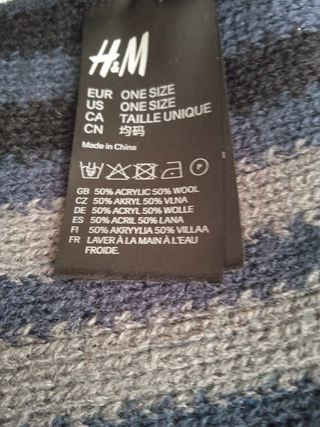 H&M
EUR ONE SIZE
US ONE SIZE
CA TAILLE UNIQUE
CN 均码
Made in China
P
GB 50% ACRYLIC 50% WOOL
CZ 50% AKRYL 50% VLNA
DE 50% ACRYL 50% WOLLE
ES 50% ACRIL 50% LANA
FI 50% AKRYYLIA 50% VILLAA
FR LAVER À LA MAIN À L'EAU
FROIDE.